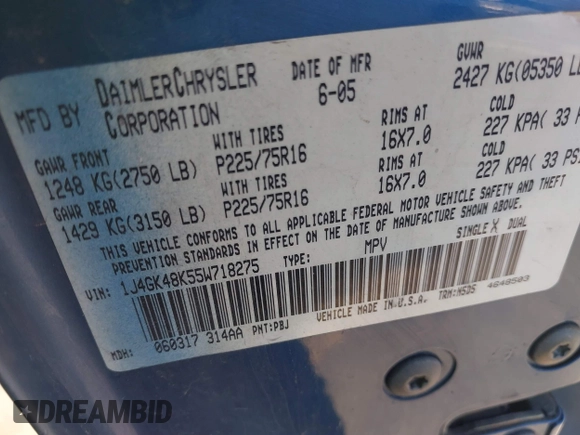 MFD BY DAIMLERCHRYSLER CORPORATION DATE OF MFR 6-05 GVWR 2427 KG(05350 LB
GAWR FRONT WITH TIRES RIMS AT COLD
1248 KG(2750 LB) P225/75R16 16X7.0 227 KPA( 33 P
GAWR REAR WITH TIRES RIMS AT COLD
1429 KG(3150 LB) P225/75R16 16X7.0 227 KPA( 33 PS
THIS VEHICLE CONFORMS TO ALL APPLICABLE FEDERAL MOTOR VEHICLE SAFETY AND THEFT
PREVENTION STANDARDS IN EFFECT ON THE DATE OF MANUFACTURE SHOWN ABOVE.
VIN: 1J4GK48K55W718275 TYPE: MPV SINGLE X DUAL
VEHICLE MADE IN U.S.A. TRM:NSDS 4648503
MDH: 060317 314AA PNT:PBJ
DREAMBID